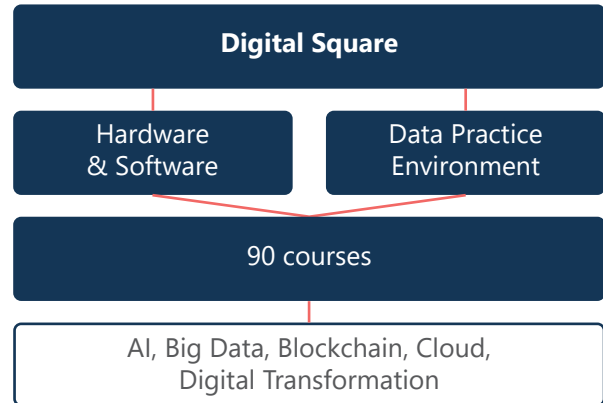 Digital Square
Hardware
& Software
Data Practice
Environment
90 courses
AI, Big Data, Blockchain, Cloud,
Digital Transformation